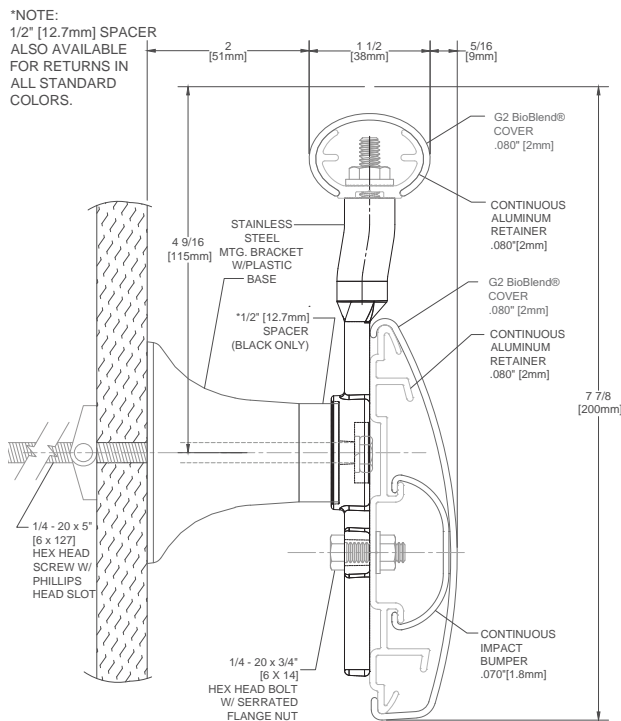 *NOTE:
1/2" [12.7mm] SPACER
ALSO AVAILABLE
FOR RETURNS IN
ALL STANDARD
COLORS.
2
[51mm]
1 1/2
[38mm]
5/16
[9mm]
G2 BioBlend®
COVER
.080" [2mm]
CONTINUOUS
ALUMINUM
RETAINER
.080"[2mm]
STAINLESS
STEEL
MTG. BRACKET
W/PLASTIC
BASE
4 9/16
[115mm]
*1/2" [12.7mm]
SPACER
(BLACK ONLY)
G2 BioBlend®
COVER
.080" [2mm]
CONTINUOUS
ALUMINUM
RETAINER
.080" [2mm]
7 7/8
[200mm]
1/4 - 20 x 5"
[6 x 127]
HEX HEAD
SCREW W/
PHILLIPS
HEAD SLOT
1/4 - 20 x 3/4"
[6 X 14]
HEX HEAD BOLT
W/ SERRATED
FLANGE NUT
CONTINUOUS
IMPACT
BUMPER
.070"[1.8mm]